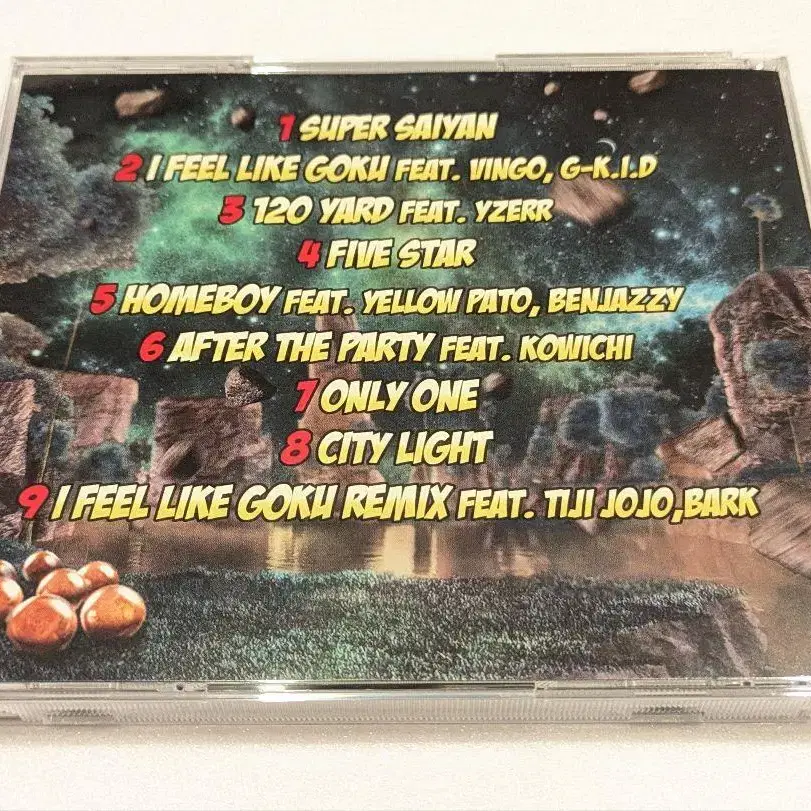 1 SUPER SAIYAN
2 I FEEL LIKE GOKU FEAT. VINGO, G-K.I.D
3 120 YARD FEAT. YZERR
4 FIVE STAR
5 HOMEBOY FEAT. YELLOW PATO, BENJAZZY
6 AFTER THE PARTY FEAT. KOWICHI
7 ONLY ONE
8 CITY LIGHT
9 I FEEL LIKE GOKU REMIX FEAT. TIJI JOJO,BARK